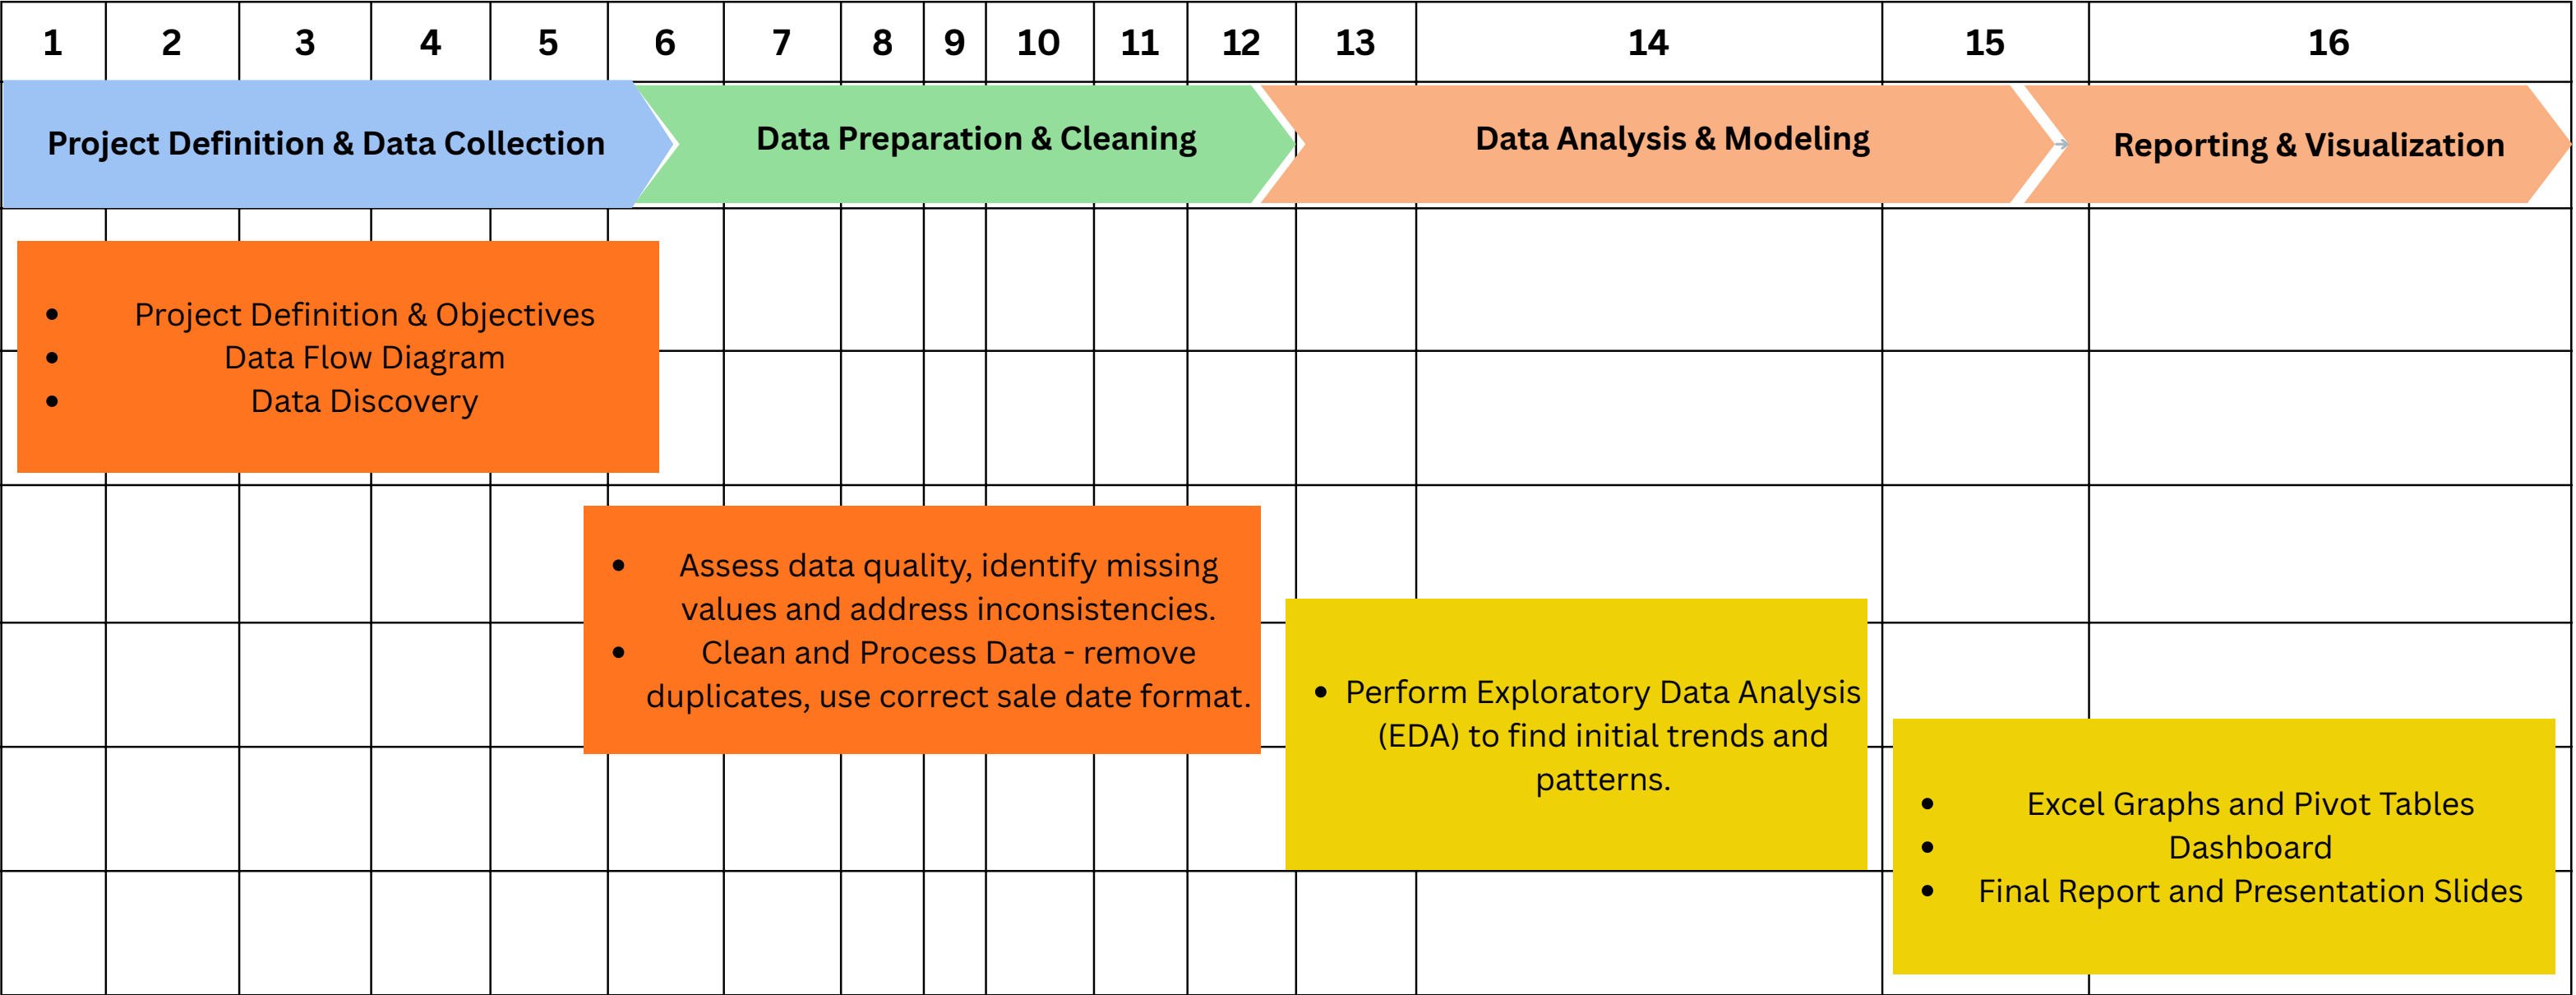 1 2 3 4 5 6 7 8 9 10 11 12 13 14 15 16
Project Definition & Data Collection
Data Preparation & Cleaning
Data Analysis & Modeling
Reporting & Visualization
• Project Definition & Objectives
• Data Flow Diagram
• Data Discovery
• Assess data quality, identify missing
values and address inconsistencies.
• Clean and Process Data - remove
duplicates, use correct sale date format.
• Perform Exploratory Data Analysis
(EDA) to find initial trends and
patterns.
• Excel Graphs and Pivot Tables
• Dashboard
• Final Report and Presentation Slides